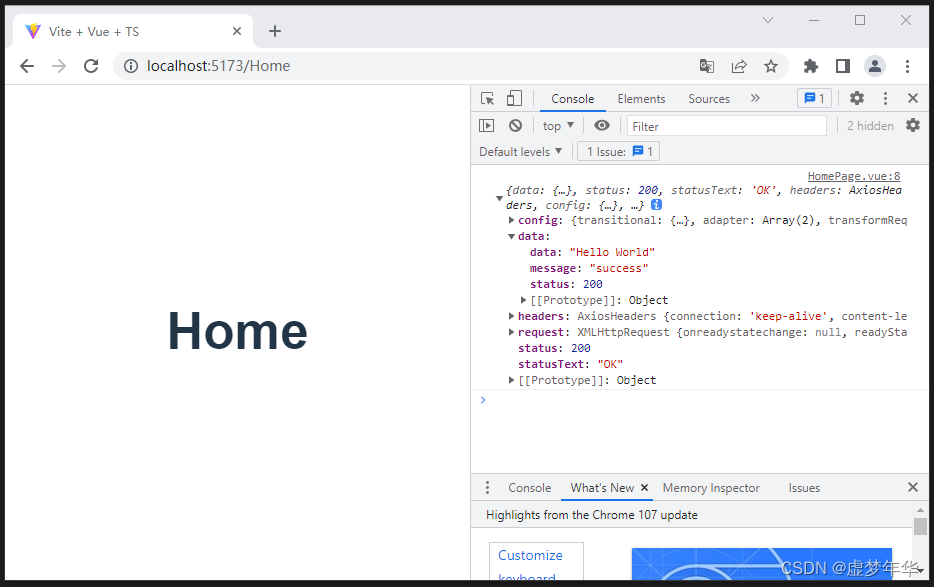 Vite + Vue + TS
localhost:5173/Home
Home
Console Elements Sources » 1
top ▼ Filter 2 hidden
Default levels ▼ 1 Issue: 1
HomePage.vue:8
{data: {…}, status: 200, statusText: 'OK', headers: AxiosHea
ders, config: {…}, …}
config: {transitional: {…}, adapter: Array(2), transformReq
data:
data: "Hello World"
message: "success"
status: 200
[[Prototype]]: Object
headers: AxiosHeaders {connection: 'keep-alive', content-le
request: XMLHttpRequest {onreadystatechange: null, readySta
status: 200
statusText: "OK"
[[Prototype]]: Object
Console What's New Memory Inspector Issues
Highlights from the Chrome 107 update
Customize
keyboard
CSDN @虚梦年华